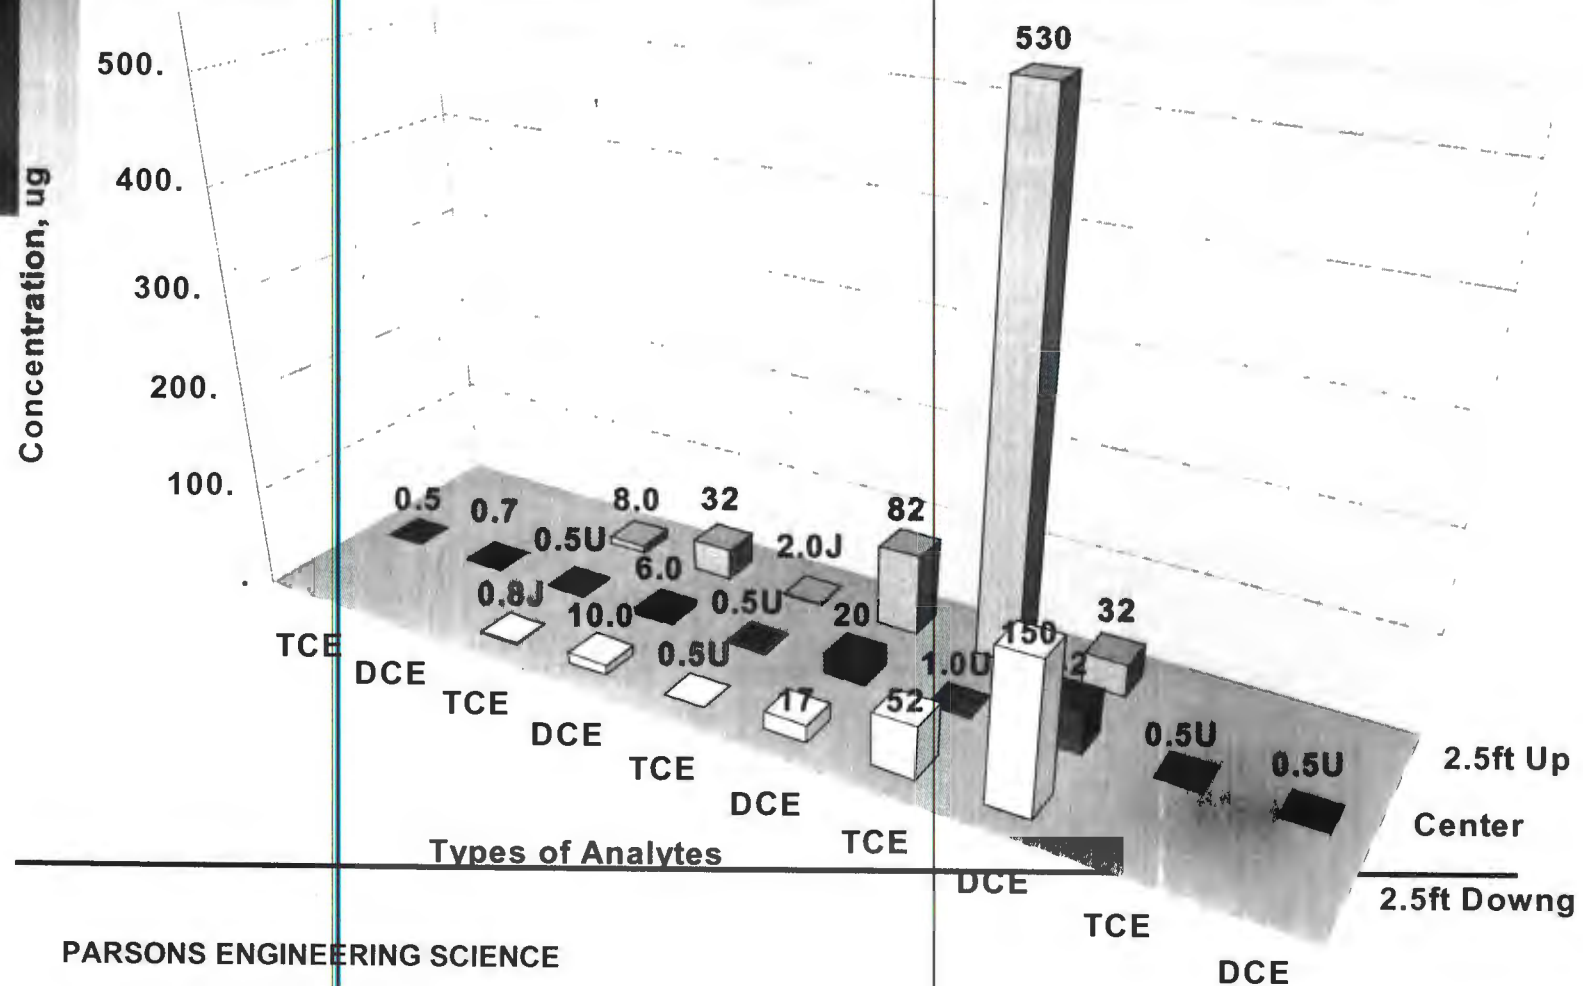 530
500.
400.
300.
200.
100.
Concentration, ug
0.5
0.7
0.5U
8.0
32
6.0
2.0J
82
0.8J
10.0
0.5U
20
32
0.5U
1.0U
150
17
52
0.5U
0.5U
TCE
DCE
TCE
DCE
TCE
DCE
TCE
DCE
TCE
DCE
2.5ft Up
Center
2.5ft Downg
Types of Analytes
PARSONS ENGINEERING SCIENCE